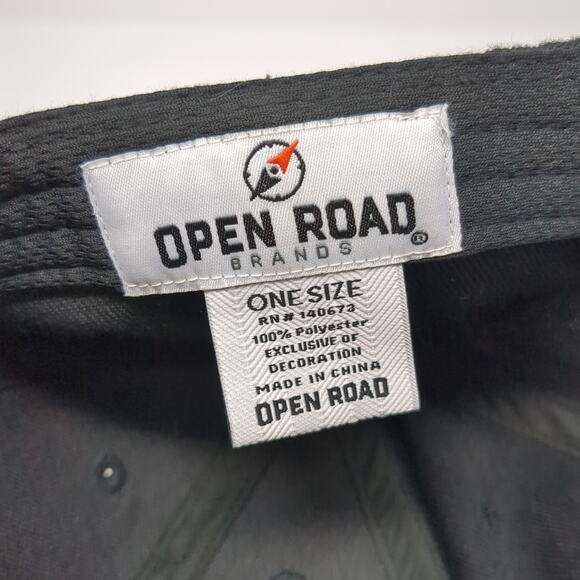 OPEN ROAD®
BRANDS
ONE SIZE
RN# 140673
100% Polyester
EXCLUSIVE OF
DECORATION
MADE IN CHINA
OPEN ROAD